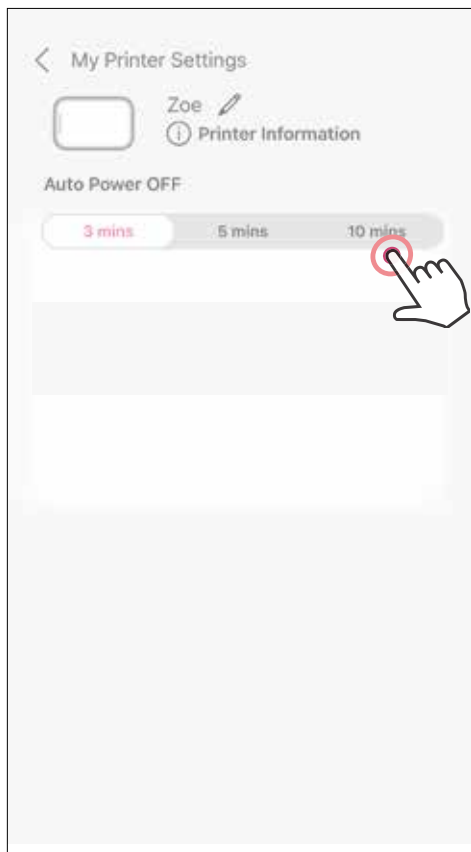 My Printer Settings
Zoe
Printer Information
Auto Power OFF
3 mins 5 mins 10 mins